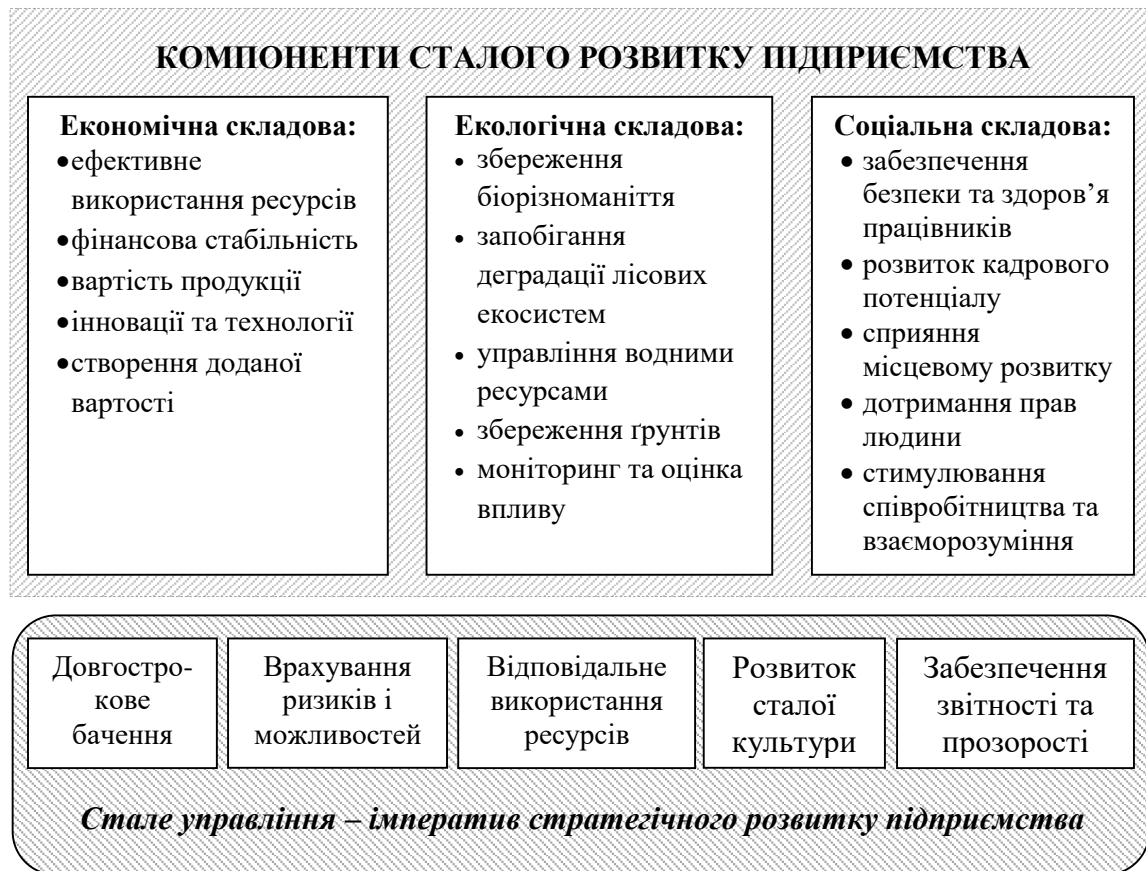 КОМПОНЕНТИ СТАЛОГО РОЗВИТКУ ПІДПРИЄМСТВА
Економічна складова:
•ефективне
використання ресурсів
•фінансова стабільність
•вартість продукції
•інновації та технології
•створення доданої
вартості
Екологічна складова:
• збереження
біорізноманіття
• запобігання
деградації лісових
екосистем
• управління водними
ресурсами
• збереження ґрунтів
• моніторинг та оцінка
впливу
Соціальна складова:
• забезпечення
безпеки та здоров’я
працівників
• розвиток кадрового
потенціалу
• сприяння
місцевому розвитку
• дотримання прав
людини
• стимулювання
співробітництва та
взаєморозуміння
Довгостро-
кове
бачення
Врахування
ризиків і
можливостей
Відповідальне
використання
ресурсів
Розвиток
сталої
культури
Забезпечення
звітності та
прозорості
Стале управління – імператив стратегічного розвитку підприємства